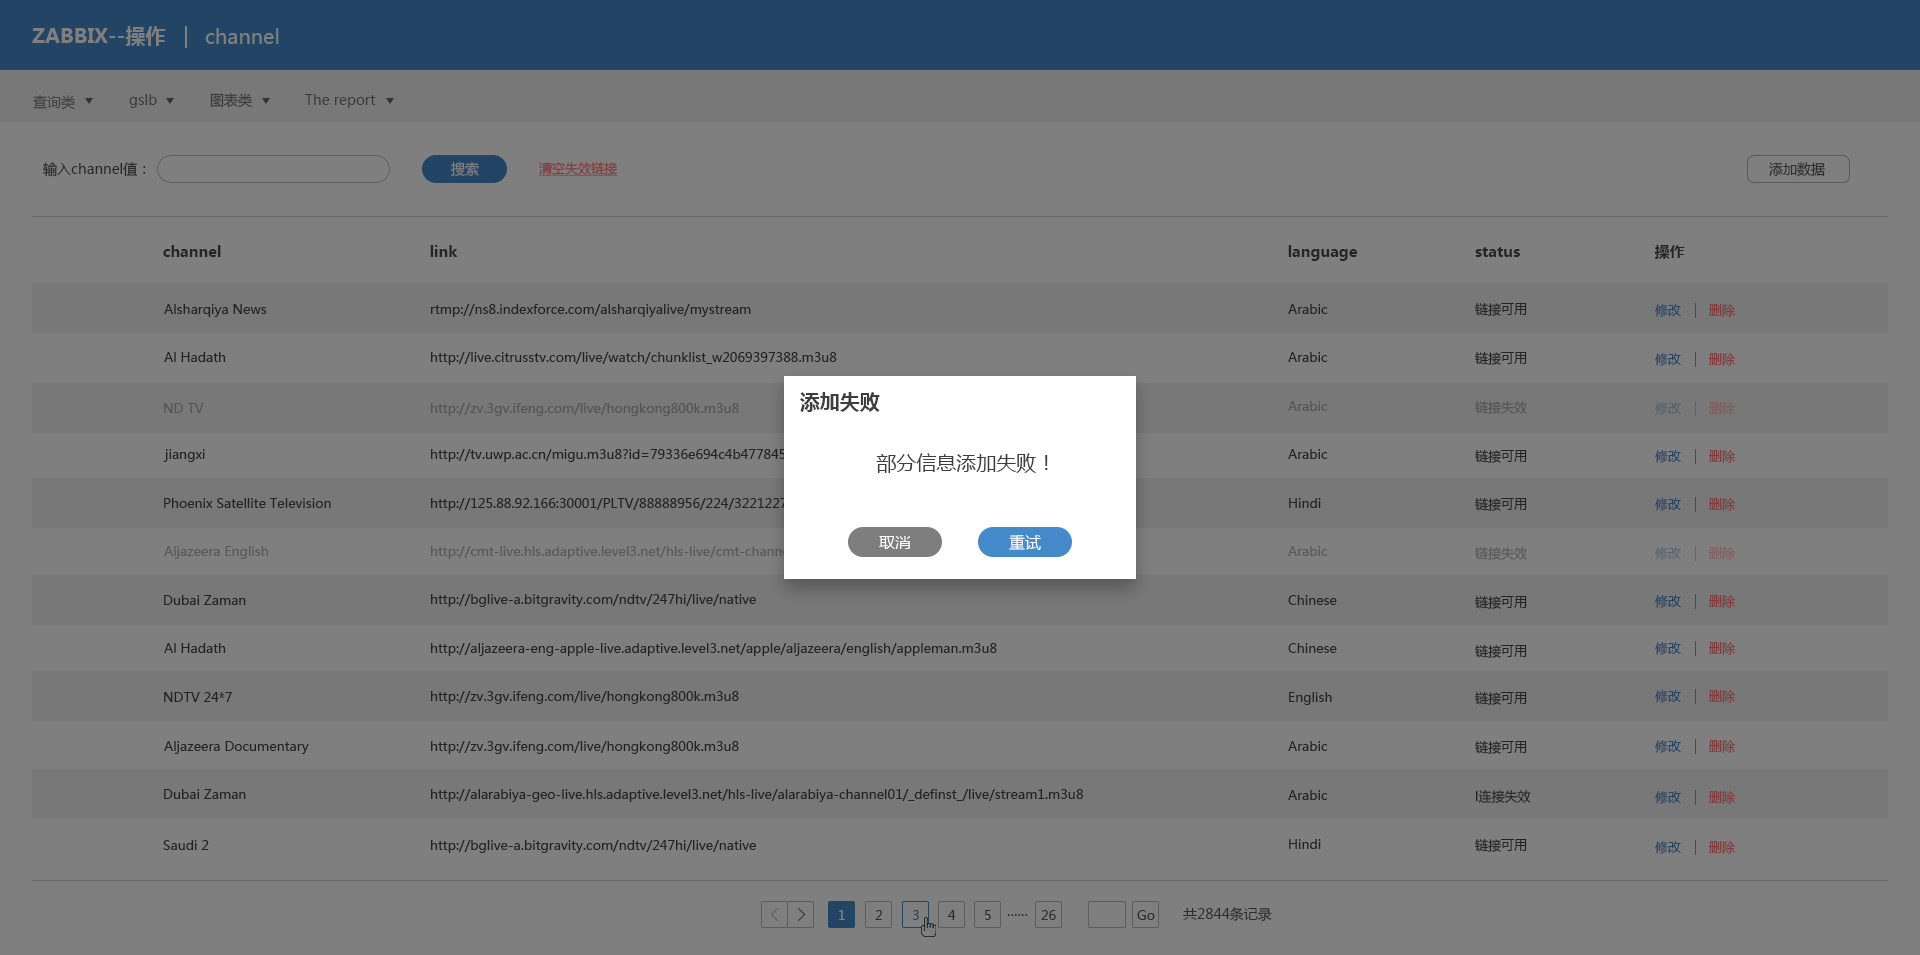 ZABBIX--操作 | channel
查询类 gslb 图表类 The report
输入channel值： 搜索 清空失效链接 添加数据
channel link language status 操作
Alsharqiya News rtmp://ns8.indexforce.com/alsharqiyalive/mystream Arabic 链接可用 修改 | 删除
Al Hadath http://live.citrusstv.com/live/watch/chunklist_w2069397388.m3u8 Arabic 链接可用 修改 | 删除
ND TV http://zv.3gv.ifeng.com/live/hongkong800k.m3u8 Arabic 链接失效 修改 | 删除
jiangxi http://tv.uwp.ac.cn/migu.m3u8?id=79336e694c4b477845 Arabic 链接可用 修改 | 删除
Phoenix Satellite Television http://125.88.92.166:30001/PLTV/88888956/224/3221227 Hindi 链接可用 修改 | 删除
Aljazeera English http://cmt-live.hls.adaptive.level3.net/hls-live/cmt-chann Arabic 链接失效 修改 | 删除
Dubai Zaman http://bglive-a.bitgravity.com/ndtv/247hi/live/native Chinese 链接可用 修改 | 删除
Al Hadath http://aljazeera-eng-apple-live.adaptive.level3.net/apple/aljazeera/english/appleman.m3u8 Chinese 链接可用 修改 | 删除
NDTV 24*7 http://zv.3gv.ifeng.com/live/hongkong800k.m3u8 English 链接可用 修改 | 删除
Aljazeera Documentary http://zv.3gv.ifeng.com/live/hongkong800k.m3u8 Arabic 链接可用 修改 | 删除
Dubai Zaman http://alarabiya-geo-live.hls.adaptive.level3.net/hls-live/alarabiya-channel01/_definst_/live/stream1.m3u8 Arabic l连接失效 修改 | 删除
Saudi 2 http://bglive-a.bitgravity.com/ndtv/247hi/live/native Hindi 链接可用 修改 | 删除
添加失败
部分信息添加失败！
取消 重试
< > 1 2 3 4 5 ······ 26 Go 共2844条记录